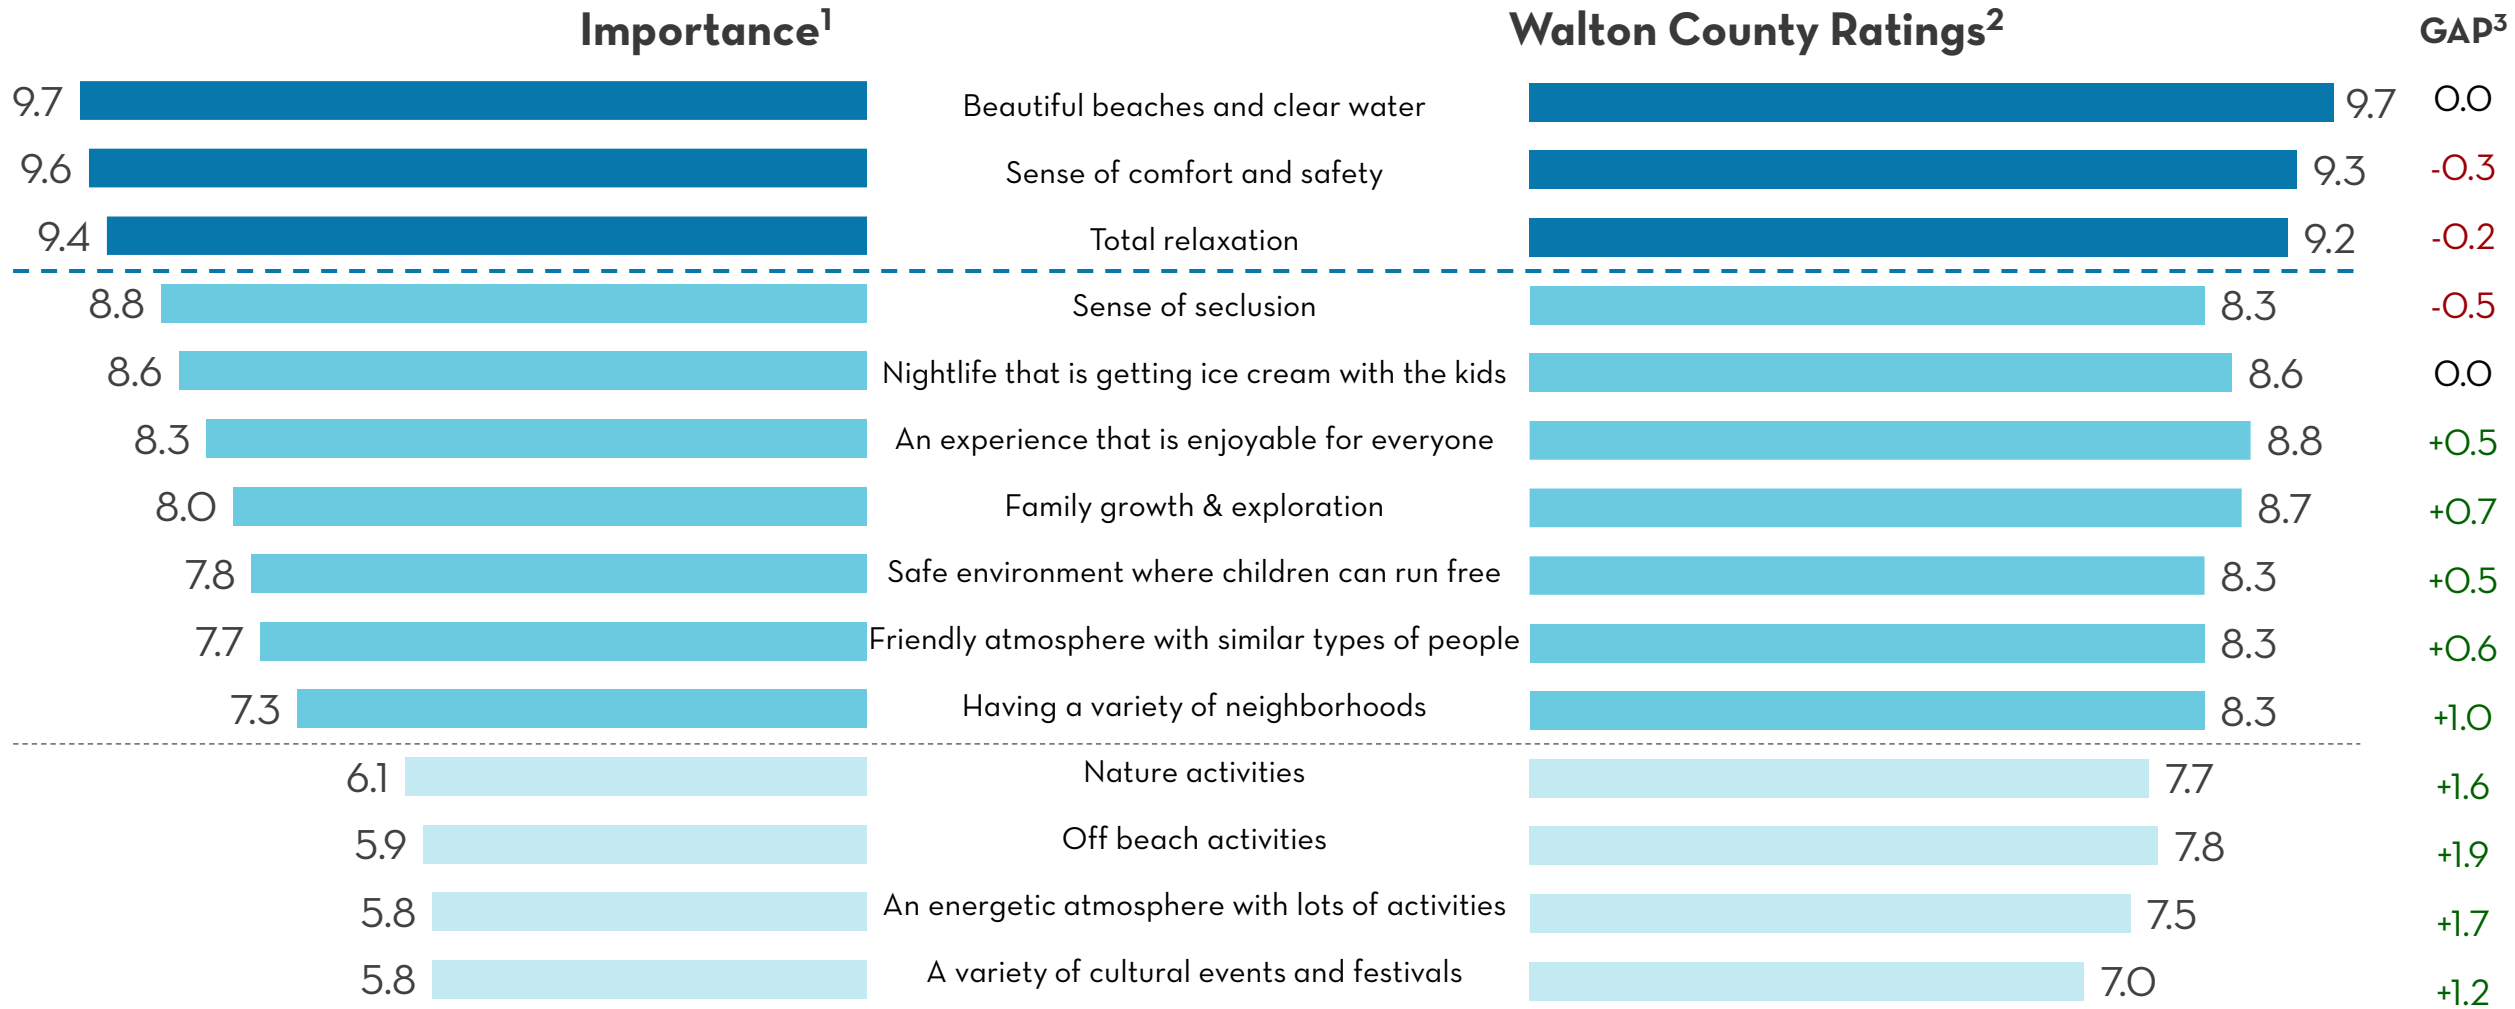 Importance¹ Walton County Ratings² GAP³
9.7 Beautiful beaches and clear water 9.7 0.0
9.6 Sense of comfort and safety 9.3 -0.3
9.4 Total relaxation 9.2 -0.2
8.8 Sense of seclusion 8.3 -0.5
8.6 Nightlife that is getting ice cream with the kids 8.6 0.0
8.3 An experience that is enjoyable for everyone 8.8 +0.5
8.0 Family growth & exploration 8.7 +0.7
7.8 Safe environment where children can run free 8.3 +0.5
7.7 Friendly atmosphere with similar types of people 8.3 +0.6
7.3 Having a variety of neighborhoods 8.3 +1.0
6.1 Nature activities 7.7 +1.6
5.9 Off beach activities 7.8 +1.9
5.8 An energetic atmosphere with lots of activities 7.5 +1.7
5.8 A variety of cultural events and festivals 7.0 +1.2